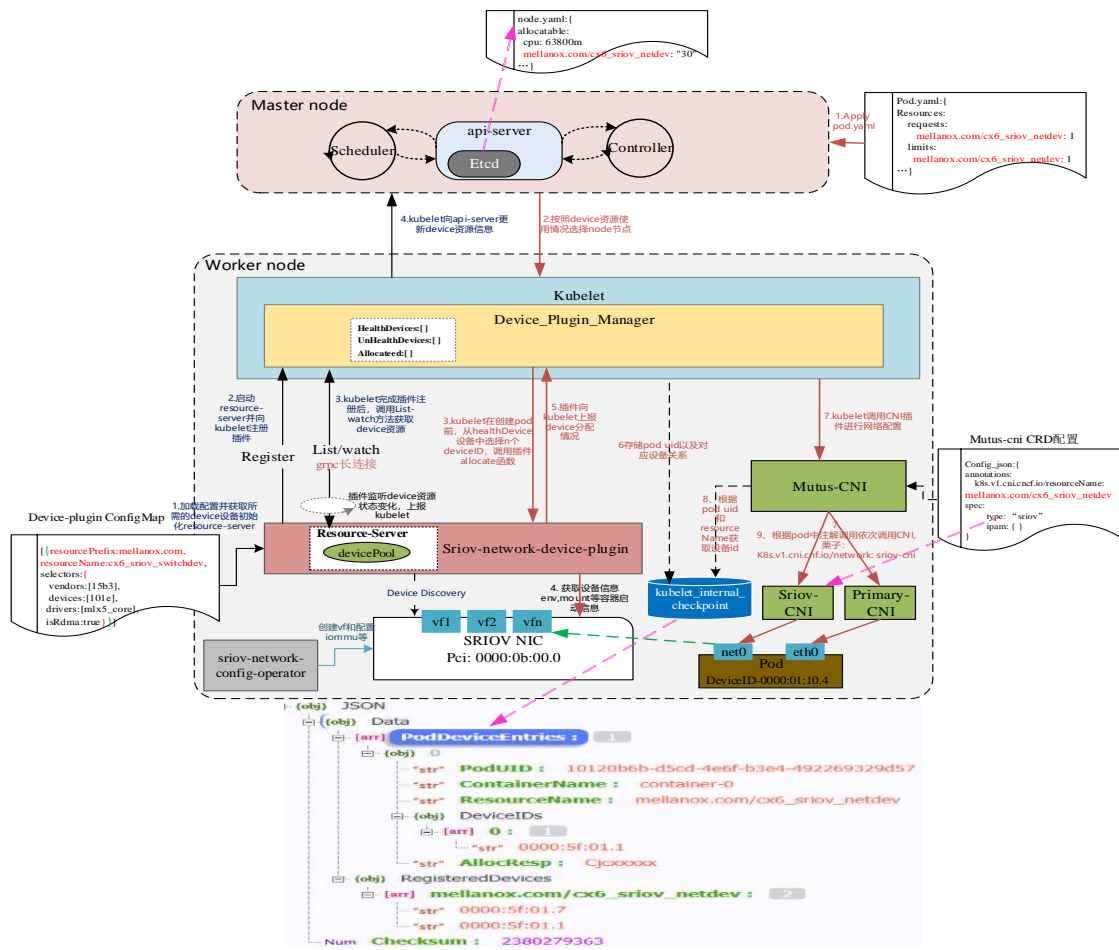 node.yaml:{
allocatable:
cpu: 63800m
mellanox.com/cx6_sriov_netdev: "30"
…}
Master node
api-server
Scheduler
Etcd
Controller
1.Apply
pod.yaml
Pod.yaml:{
Resources:
requests:
mellanox.com/cx6_sriov_netdev: 1
limits:
mellanox.com/cx6_sriov_netdev: 1
…}
4.kubelet向api-server更
新device资源信息
2.按照device资源使
用情况选择node节点
Worker node
Kubelet
Device_Plugin_Manager
HealthDevices:[]
UnHealthDevices:[]
Allocateed:[]
2.启动
resource-
server并向
kubelet注册
插件
Register
3.kubelet完成插件注
册后，调用List-
watch方法获取
device资源
List/watch
grpc长连接
3.kubelet在创建pod
前，从healthDevice
设备中选择n个
deviceID，调用插件
allocate函数
5.插件向
kubelet上报
device分配
情况
6存储pod uid以及对
应设备关系
7.kubelet调用CNI插
件进行网络配置
Mutus-cni CRD配置
Config_json:{
annotations:
k8s.v1.cni.cncf.io/resourceName:
mellanox.com/cx6_sriov_netdev
spec:
type: “sriov”
ipam: { }
}
Mutus-CNI
插件监听device资源
状态变化，上报
kubelet
1.加载配置并获取所
需的device设备初始
化resource-server
Device-plugin ConfigMap
[{resourcePrefix:mellanox.com,
resourceName:cx6_sriov_switchdev,
selectors:{
vendors:[15b3],
devices:[101e],
drivers:[mlx5_core],
isRdma:true}}]
Resource-Server
devicePool
Sriov-network-device-plugin
8、根据
pod uid
和
resource
Name获
取设备id
7
9、根据pod中注解调用依次调用CNI,
栗子：
K8s.v1.cni.cnf.io/network: sriov-cni
Device Discovery
4. 获取设备信息
env,mount等容器启
动信息
kubelet_internal_
checkpoint
Sriov-
CNI
Primary-
CNI
创建vf和配置
iommu等
sriov-network-
config-operator
vf1
vf2
vfn
SRIOV NIC
Pci: 0000:0b:00.0
net0
eth0
Pod
DeviceID-0000:01:10.4
{obj} JSON
{obj} Data
[arr] PodDeviceEntries : 1
{obj} 0
"str" PodUID : 10120b6b-d5cd-4e6f-b3e4-492269329d57
"str" ContainerName : container-0
"str" ResourceName : mellanox.com/cx6_sriov_netdev
{obj} DeviceIDs
[arr] 0 : 1
"str" 0000:5f:01.1
"str" AllocResp : Cjcxxxxx
{obj} RegisteredDevices
[arr] mellanox.com/cx6_sriov_netdev : 2
"str" 0000:5f:01.7
"str" 0000:5f:01.1
Num Checksum : 2380279363